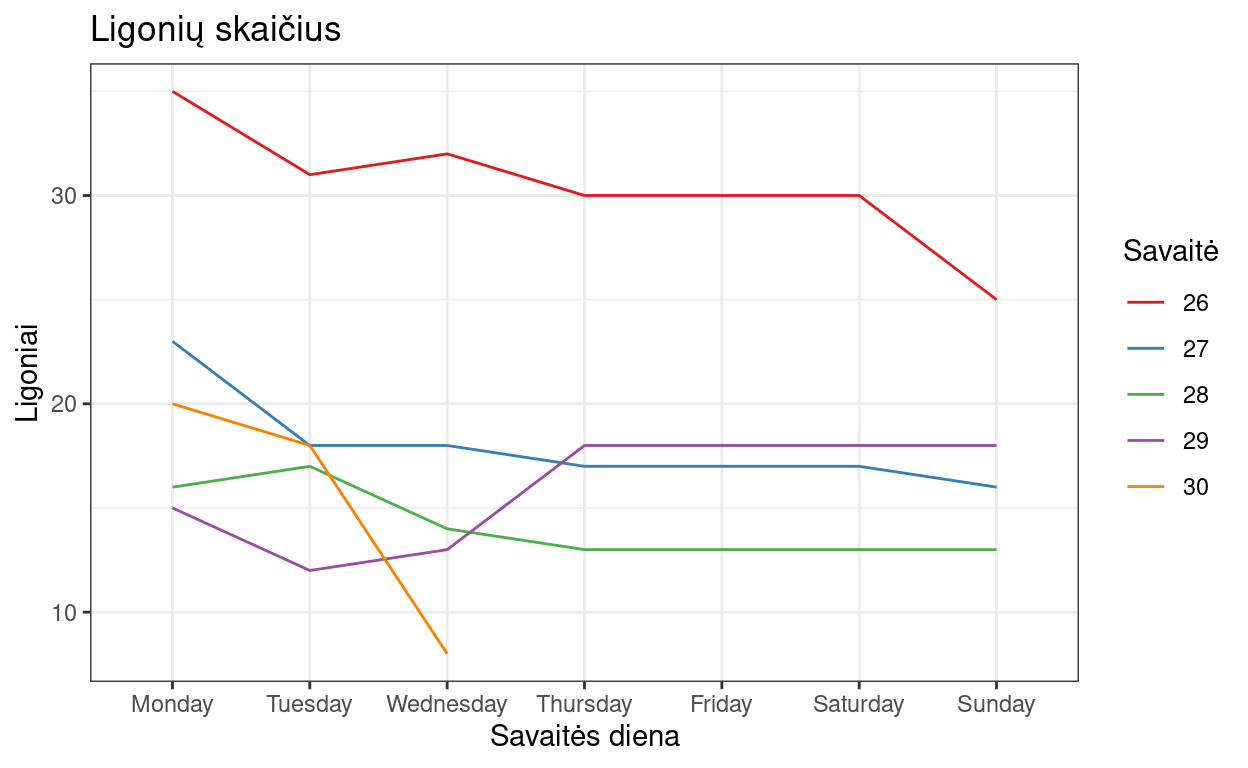 Ligonių skaičius
Ligoniai
30
20
10
Monday Tuesday Wednesday Thursday Friday Saturday Sunday
Savaitės diena
Savaitė
26
27
28
29
30